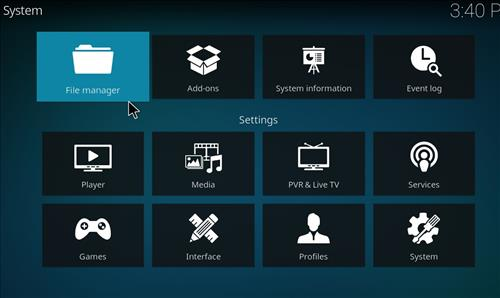 System
3:40 P
File manager
Add-ons
System information
Event log
Settings
Player
Media
PVR & Live TV
Services
Games
Interface
Profiles
System